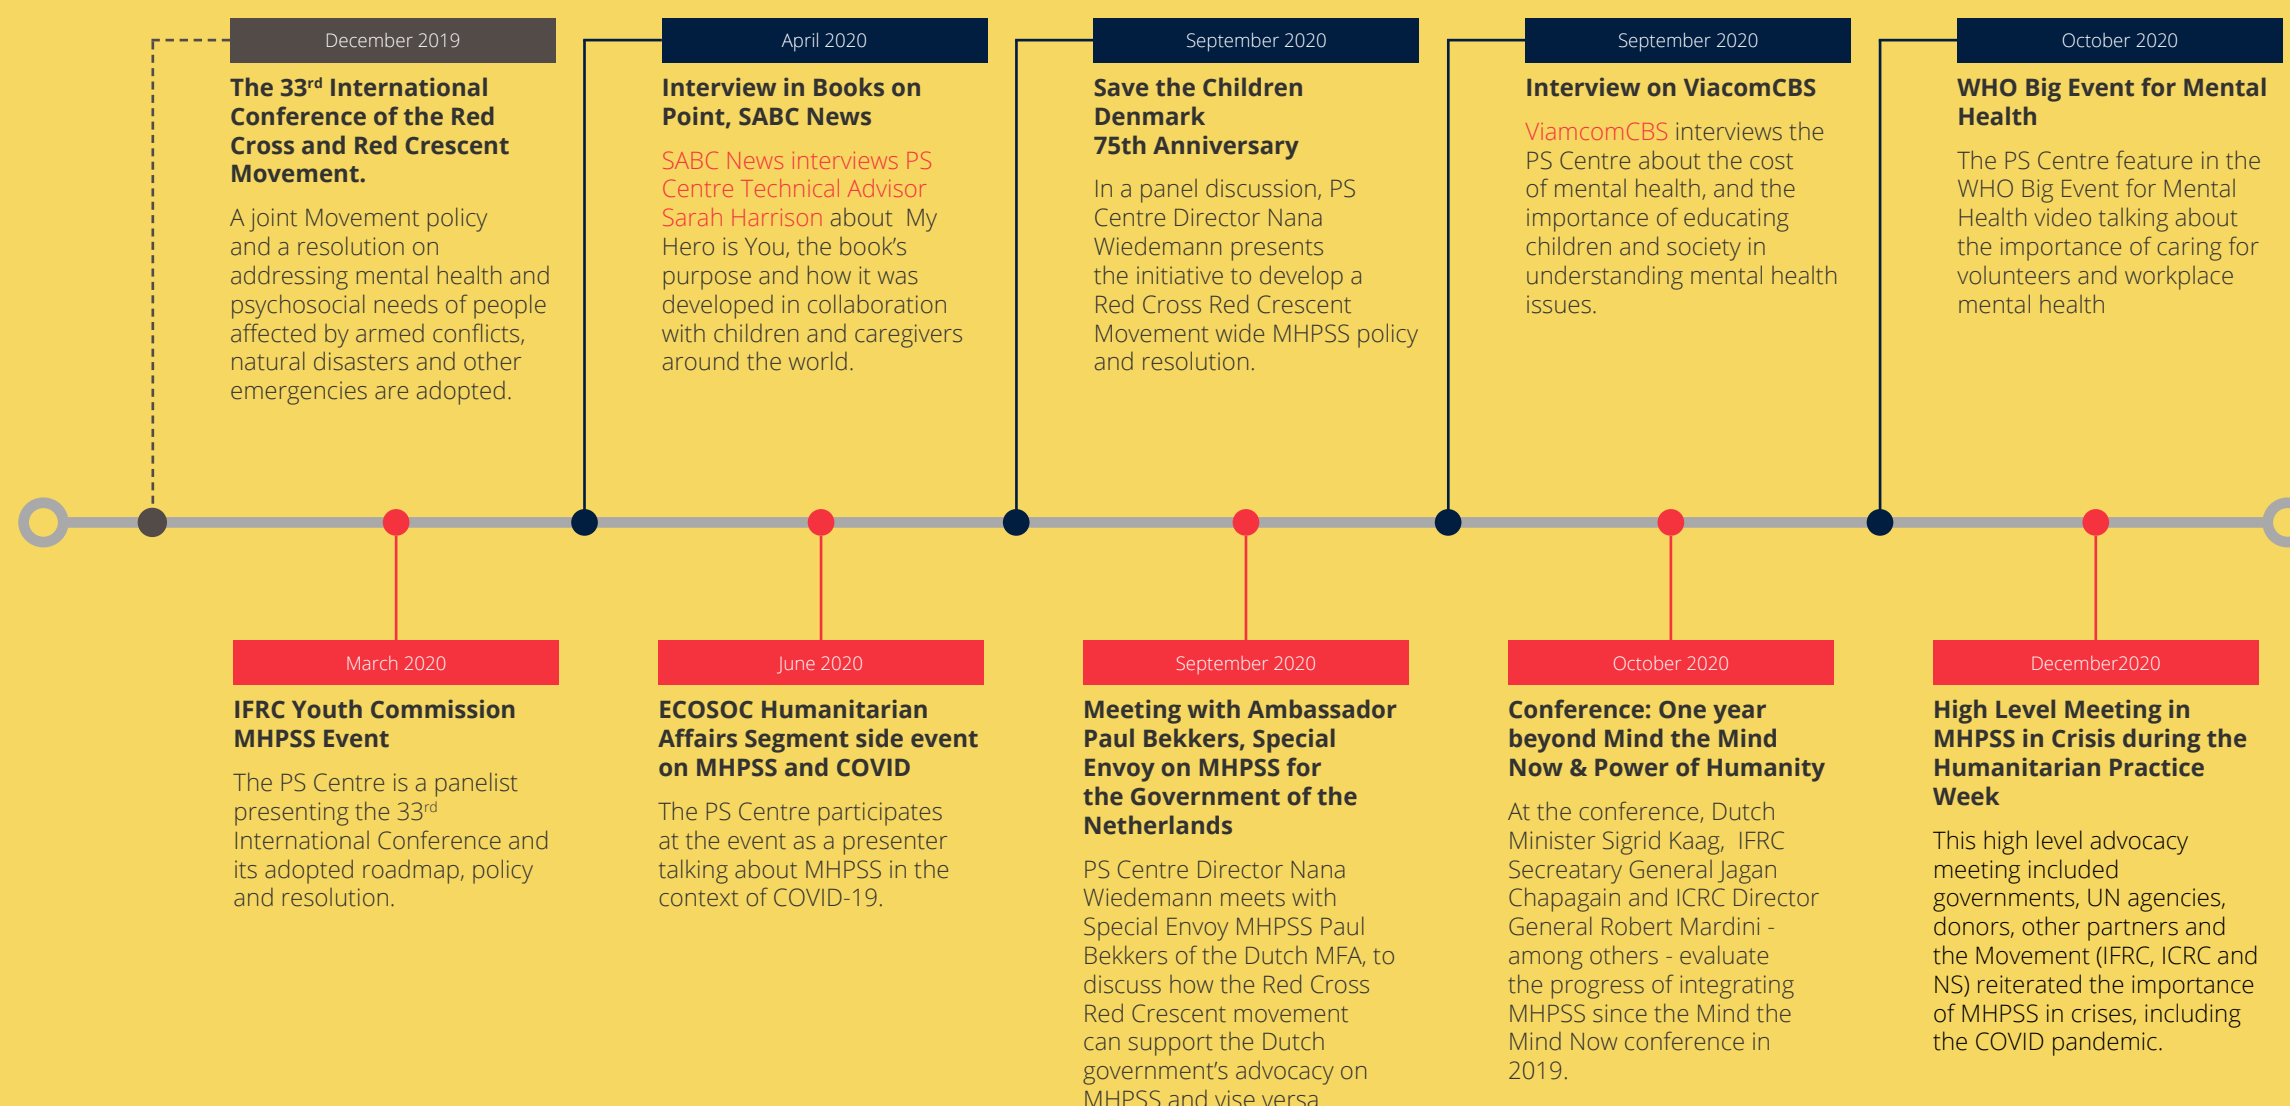 December 2019
The 33rd International
Conference of the Red
Cross and Red Crescent
Movement.
A joint Movement policy
and a resolution on
addressing mental health and
psychosocial needs of people
affected by armed conflicts,
natural disasters and other
emergencies are adopted.
April 2020
Interview in Books on
Point, SABC News
SABC News interviews PS
Centre Technical Advisor
Sarah Harrison about  My
Hero is You, the book's
purpose and how it was
developed in collaboration
with children and caregivers
around the world.
September 2020
Save the Children
Denmark
75th Anniversary
In a panel discussion, PS
Centre Director Nana
Wiedemann presents
the initiative to develop a
Red Cross Red Crescent
Movement wide MHPSS policy
and resolution.
September 2020
Interview on ViacomCBS
ViamcomCBS interviews the
PS Centre about the cost
of mental health, and the
importance of educating
children and society in
understanding mental health
issues.
October 2020
WHO Big Event for Mental
Health
The PS Centre feature in the
WHO Big Event for Mental
Health video talking about
the importance of caring for
volunteers and workplace
mental health
March 2020
IFRC Youth Commission
MHPSS Event
The PS Centre is a panelist
presenting the 33rd
International Conference and
its adopted roadmap, policy
and resolution.
June 2020
ECOSOC Humanitarian
Affairs Segment side event
on MHPSS and COVID
The PS Centre participates
at the event as a presenter
talking about MHPSS in the
context of COVID-19.
September 2020
Meeting with Ambassador
Paul Bekkers, Special
Envoy on MHPSS for
the Government of the
Netherlands
PS Centre Director Nana
Wiedemann meets with
Special Envoy MHPSS Paul
Bekkers of the Dutch MFA, to
discuss how the Red Cross
Red Crescent movement
can support the Dutch
government's advocacy on
MHPSS and vise versa
October 2020
Conference: One year
beyond Mind the Mind
Now & Power of Humanity
At the conference, Dutch
Minister Sigrid Kaag,  IFRC
Secreatary General Jagan
Chapagain and ICRC Director
General Robert Mardini -
among others - evaluate
the progress of integrating
MHPSS since the Mind the
Mind Now conference in
2019.
December2020
High Level Meeting in
MHPSS in Crisis during the
Humanitarian Practice
Week
This high level advocacy
meeting included
governments, UN agencies,
donors, other partners and
the Movement (IFRC, ICRC and
NS) reiterated the importance
of MHPSS in crises, including
the COVID pandemic.